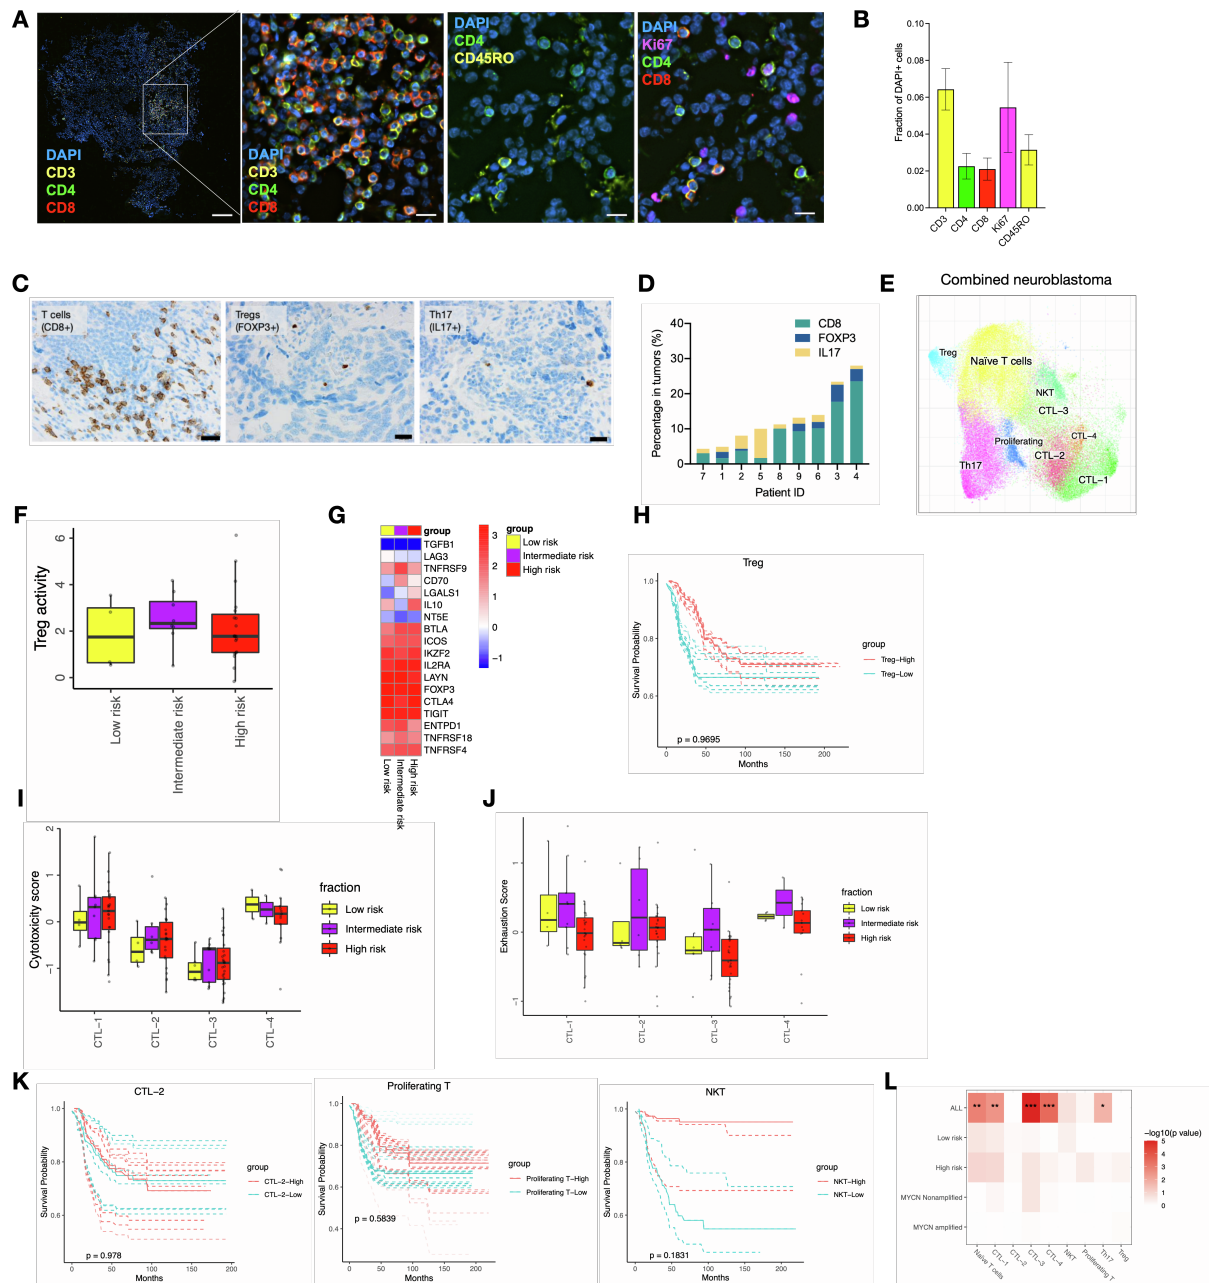 A
DAPI
CD3
CD4
CD8
DAPI
CD3
CD4
CD8
DAPI
CD4
CD45RO
DAPI
Ki67
CD4
CD8
B
Fraction of DAPI+ cells
0.10
0.08
0.06
0.04
0.02
0.00
CD3
CD4
CD8
Ki67
CD45RO
C
T cells
(CD8+)
Tregs
(FOXP3+)
Th17
(IL17+)
D
CD8
FOXP3
IL17
Percentage in tumors (%)
40
30
20
10
0
7 1 2 5 8 9 6 3 4
Patient ID
E
Combined neuroblastoma
Treg
Naïve T cells
NKT
CTL-3
CTL-4
Proliferating
CTL-2
Th17
CTL-1
F
Treg activity
6
4
2
0
Low risk
Intermediate risk
High risk
G
group
TGFB1
LAG3
TNFRSF9
CD70
LGALS1
IL10
NT5E
BTLA
ICOS
IKZF2
IL2RA
LAYN
FOXP3
CTLA4
TIGIT
ENTPD1
TNFRSF18
TNFRSF4
Low risk
Intermediate risk
High risk
3
2
1
0
−1
group
Low risk
Intermediate risk
High risk
H
Treg
Survival Probability
1.0
0.8
0.6
p = 0.9695
0 50 100 150 200
Months
group
Treg−High
Treg−Low
I
Cytotoxicity score
2
1
0
−1
CTL−1
CTL−2
CTL−3
CTL−4
fraction
Low risk
Intermediate risk
High risk
J
Exhaustion Score
1
0
−1
CTL−1
CTL−2
CTL−3
CTL−4
fraction
Low risk
Intermediate risk
High risk
K
CTL−2
Survival Probability
1.0
0.8
0.6
p = 0.978
0 50 100 150 200
Months
group
CTL−2−High
CTL−2−Low
Proliferating T
Survival Probability
1.0
0.8
0.6
0.4
p = 0.5839
0 50 100 150 200
Months
group
Proliferating T−High
Proliferating T−Low
NKT
Survival Probability
1.0
0.8
0.6
p = 0.1831
0 50 100 150 200
Months
group
NKT−High
NKT−Low
L
ALL
** ** *** *** *
Low risk
High risk
MYCN Nonamplified
MYCN amplified
Naive T cells
CTL−1
CTL−2
CTL−3
CTL−4
NKT
Proliferating T
Th17
Treg
−log10(p value)
5
4
3
2
1
0